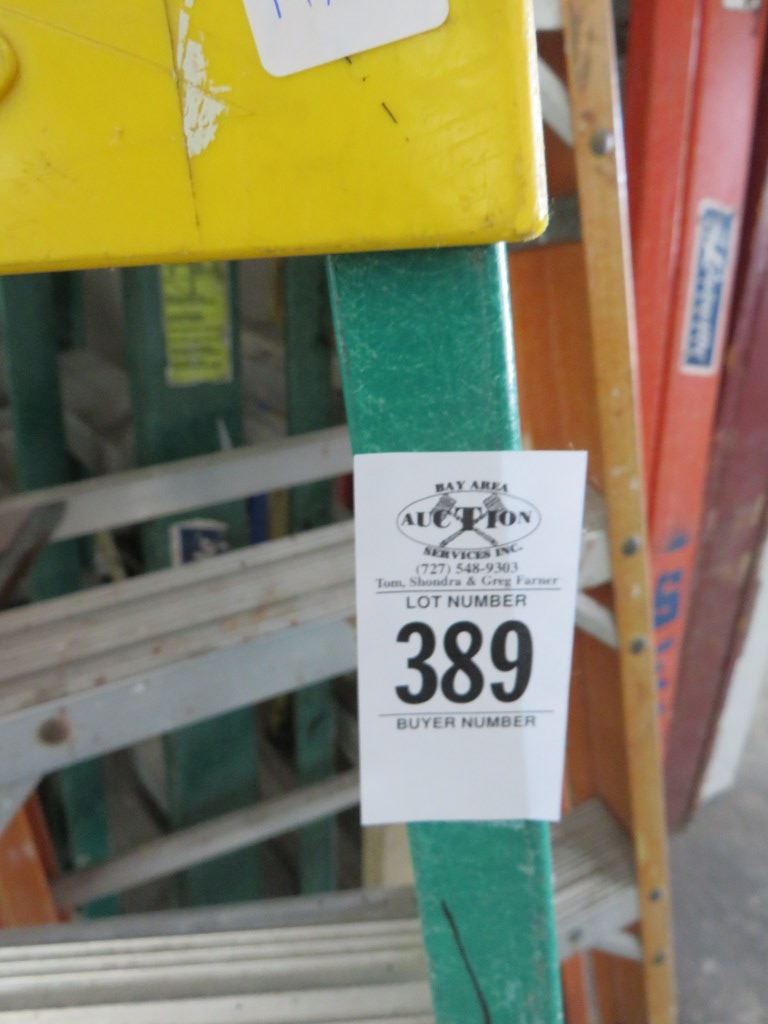 BAY AREA
AUCTION
SERVICES INC.
(727) 548-9303
Tom, Shondra & Greg Farner
LOT NUMBER
389
BUYER NUMBER